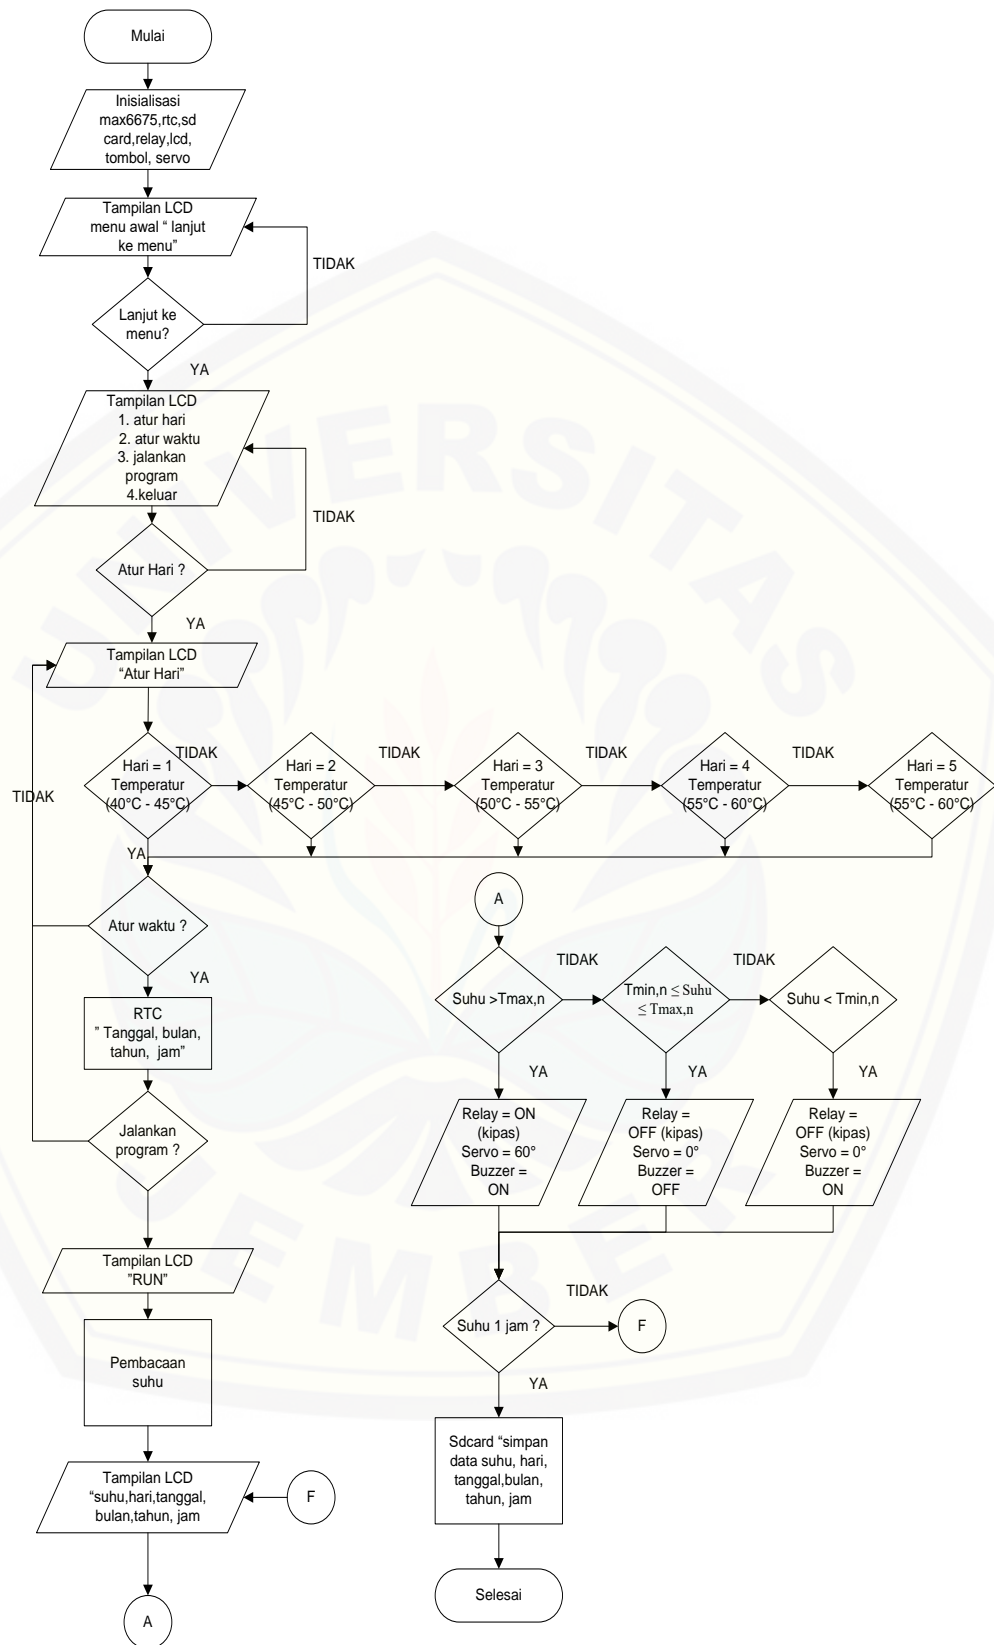 Mulai
Inisialisasi
max6675,rtc,sd
card,relay,lcd,
tombol, servo
Tampilan LCD
menu awal “ lanjut
ke menu”
TIDAK
Lanjut ke
menu?
YA
Tampilan LCD
1. atur hari
2. atur waktu
3. jalankan
program
4.keluar
TIDAK
Atur Hari ?
YA
Tampilan LCD
“Atur Hari”
Hari = 1
Temperatur
(40°C - 45°C)
TIDAK
Hari = 2
Temperatur
(45°C - 50°C)
TIDAK
Hari = 3
Temperatur
(50°C - 55°C)
TIDAK
Hari = 4
Temperatur
(55°C - 60°C)
TIDAK
Hari = 5
Temperatur
(55°C - 60°C)
TIDAK
YA
Atur waktu ?
YA
RTC
” Tanggal, bulan,
tahun, jam”
Jalankan
program ?
Tampilan LCD
”RUN”
Pembacaan
suhu
Tampilan LCD
“suhu,hari,tanggal,
bulan,tahun, jam
F
A
A
Suhu >Tmax,n
TIDAK
Tmin,n ≤ Suhu
≤ Tmax,n
TIDAK
Suhu < Tmin,n
YA
YA
YA
Relay = ON
(kipas)
Servo = 60°
Buzzer =
ON
Relay =
OFF (kipas)
Servo = 0°
Buzzer =
OFF
Relay =
OFF (kipas)
Servo = 0°
Buzzer =
ON
Suhu 1 jam ?
TIDAK
F
YA
Sdcard “simpan
data suhu, hari,
tanggal,bulan,
tahun, jam
Selesai
UNIVERSITAS
JEMBER